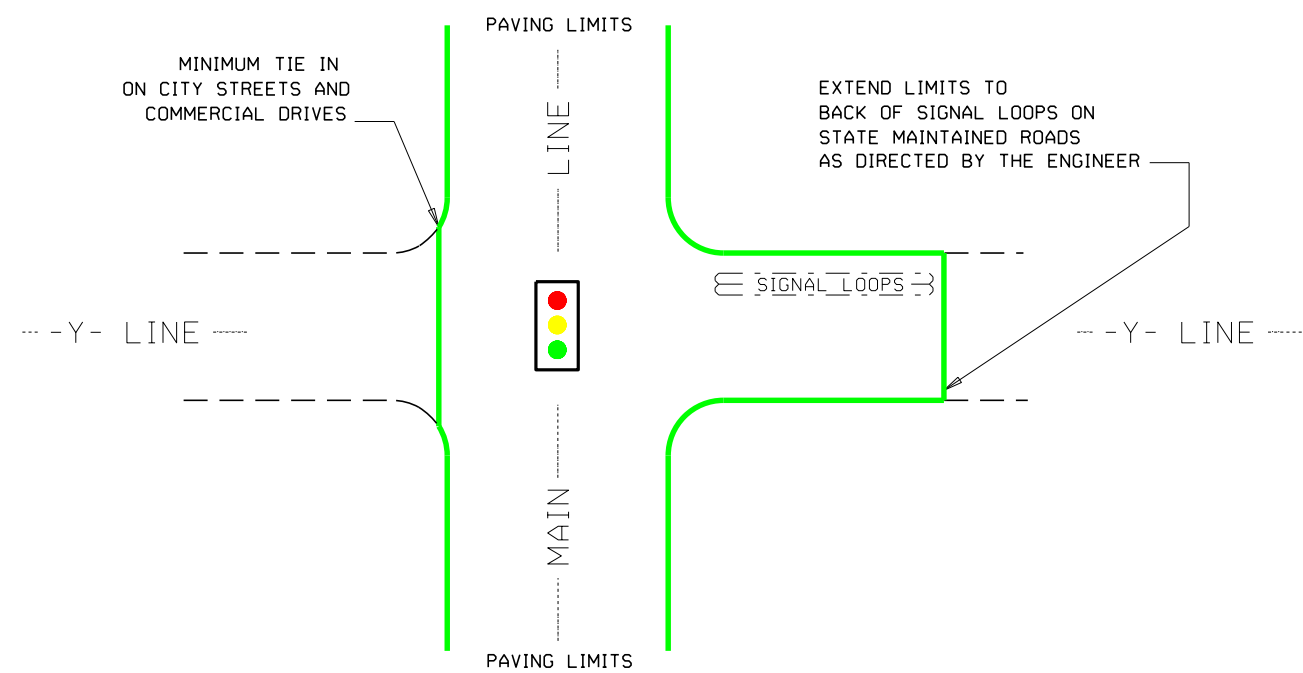 PAVING LIMITS
MINIMUM TIE IN
ON CITY STREETS AND
COMMERCIAL DRIVES
EXTEND LIMITS TO
BACK OF SIGNAL LOOPS ON
STATE MAINTAINED ROADS
AS DIRECTED BY THE ENGINEER
LINE
SIGNAL LOOPS
-Y- LINE
-Y- LINE
MAIN
PAVING LIMITS